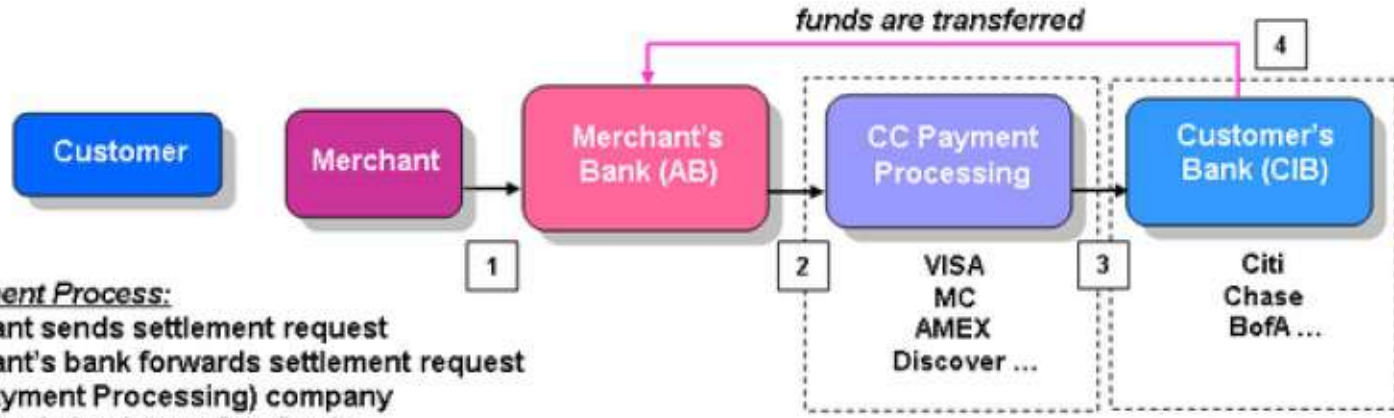 funds are transferred
4
Customer
Merchant
Merchant's
Bank (AB)
CC Payment
Processing
Customer's
Bank (CIB)
1
2
3
VISA
MC
AMEX
Discover ...
Citi
Chase
BofA ...
ent Process:
ant sends settlement request
ant's bank forwards settlement request
yment Processing) company